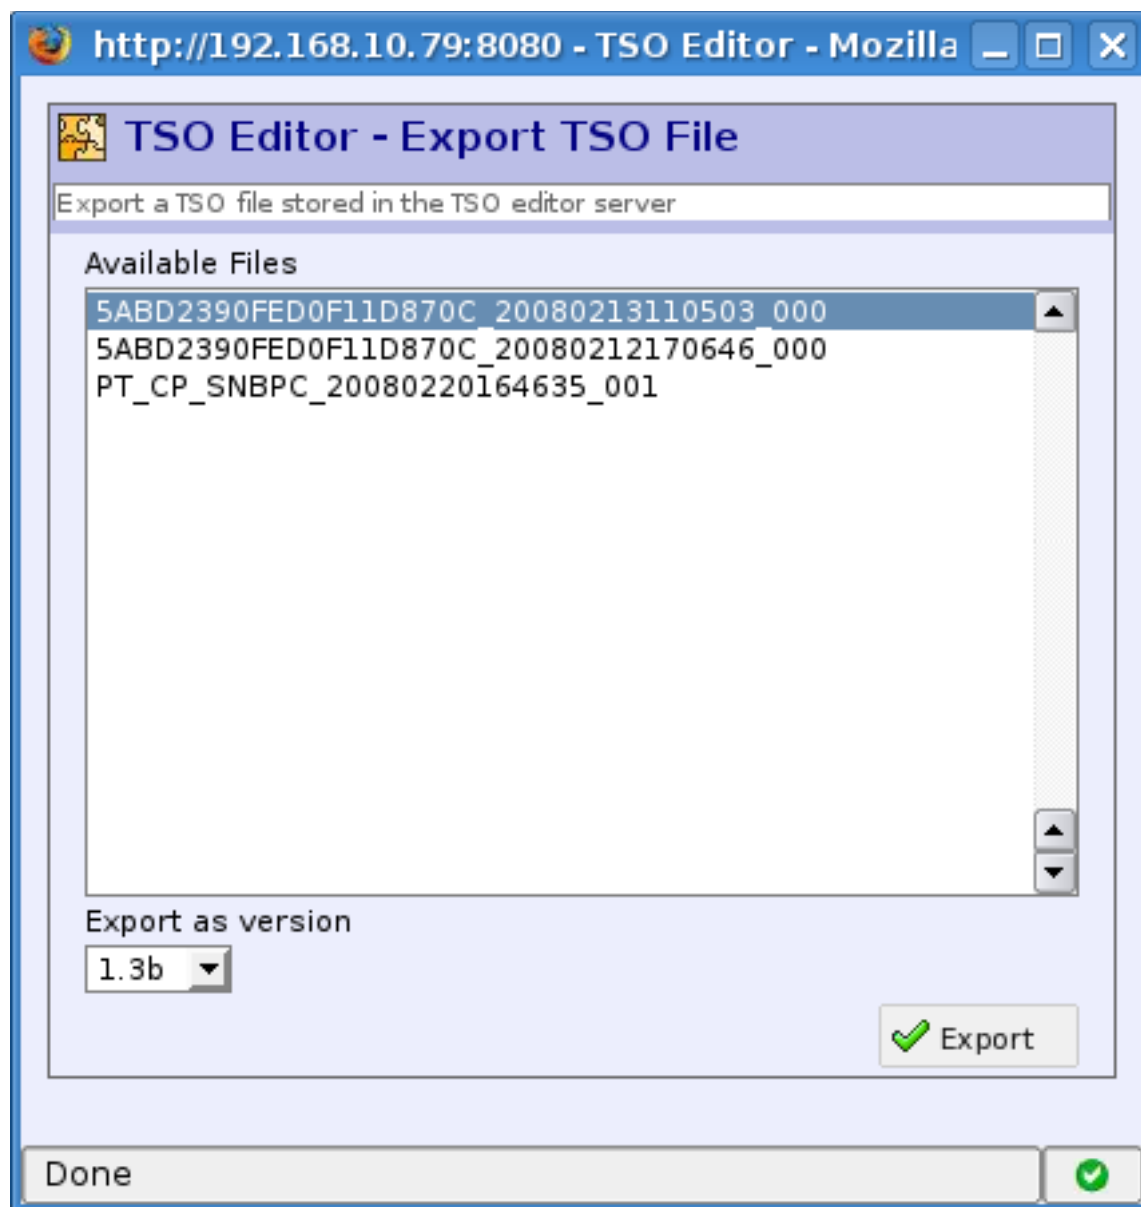 http://192.168.10.79:8080 - TSO Editor - Mozilla
TSO Editor - Export TSO File
Export a TSO file stored in the TSO editor server
Available Files
5ABD2390FED0F11D870C_20080213110503_000
5ABD2390FED0F11D870C_20080212170646_000
PT_CP_SNBPC_20080220164635_001
Export as version
1.3b
Export
Done